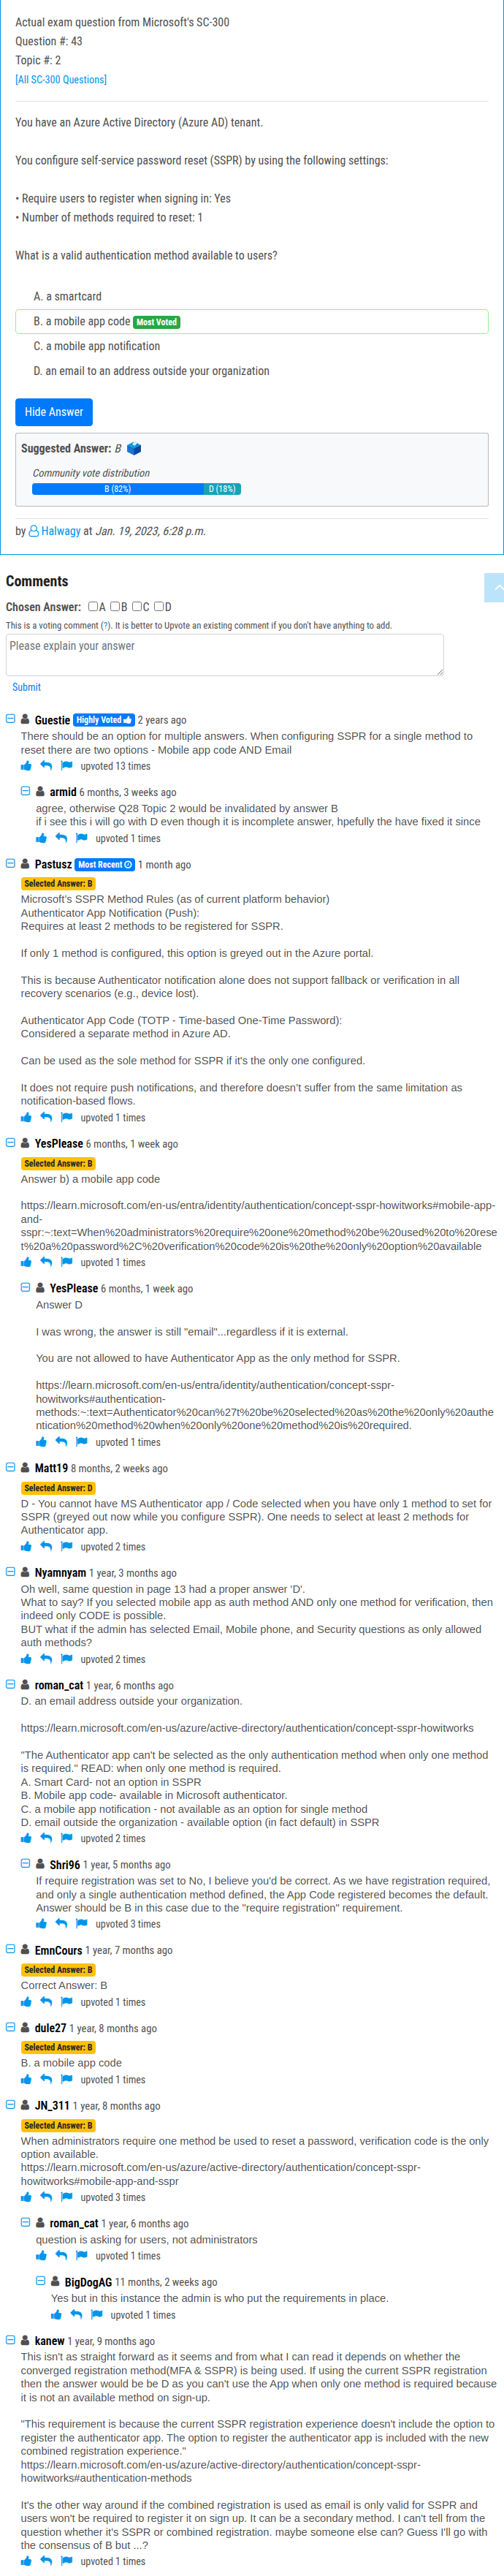 Actual exam question from Microsoft's SC-300
Question #: 43
Topic #: 2
[All SC-300 Questions]
You have an Azure Active Directory (Azure AD) tenant.
You configure self-service password reset (SSPR) by using the following settings:
• Require users to register when signing in: Yes
• Number of methods required to reset: 1
What is a valid authentication method available to users?
A. a smartcard
B. a mobile app code Most Voted
C. a mobile app notification
D. an email to an address outside your organization
Hide Answer
Suggested Answer: B
Community vote distribution
B (82%) D (18%)
by Halwagy at Jan. 19, 2023, 6:28 p.m.
Comments
Chosen Answer: A B C D
This is a voting comment (?). It is better to Upvote an existing comment if you don't have anything to add.
Please explain your answer
Submit
Guestie Highly Voted 2 years ago
There should be an option for multiple answers. When configuring SSPR for a single method to
reset there are two options - Mobile app code AND Email
upvoted 13 times
armid 6 months, 3 weeks ago
agree, otherwise Q28 Topic 2 would be invalidated by answer B
if i see this i will go with D even though it is incomplete answer, hpefully the have fixed it since
upvoted 1 times
Pastusz Most Recent 1 month ago
Selected Answer: B
Microsoft's SSPR Method Rules (as of current platform behavior)
Authenticator App Notification (Push):
Requires at least 2 methods to be registered for SSPR.
If only 1 method is configured, this option is greyed out in the Azure portal.
This is because Authenticator notification alone does not support fallback or verification in all
recovery scenarios (e.g., device lost).
Authenticator App Code (TOTP - Time-based One-Time Password):
Considered a separate method in Azure AD.
Can be used as the sole method for SSPR if it's the only one configured.
It does not require push notifications, and therefore doesn't suffer from the same limitation as
notification-based flows.
upvoted 1 times
YesPlease 6 months, 1 week ago
Selected Answer: B
Answer b) a mobile app code
https://learn.microsoft.com/en-us/entra/identity/authentication/concept-sspr-howitworks#mobile-app-
and-
sspr:~:text=When%20administrators%20require%20one%20method%20be%20used%20to%20rese
t%20a%20password%2C%20verification%20code%20is%20the%20only%20option%20available
upvoted 1 times
YesPlease 6 months, 1 week ago
Answer D
I was wrong, the answer is still "email"...regardless if it is external.
You are not allowed to have Authenticator App as the only method for SSPR.
https://learn.microsoft.com/en-us/entra/identity/authentication/concept-sspr-
howitworks#authentication-
methods:~:text=Authenticator%20can%27t%20be%20selected%20as%20the%20only%20authe
ntication%20method%20when%20only%20one%20method%20is%20required.
upvoted 1 times
Matt19 8 months, 2 weeks ago
Selected Answer: D
D - You cannot have MS Authenticator app / Code selected when you have only 1 method to set for
SSPR (greyed out now while you configure SSPR). One needs to select at least 2 methods for
Authenticator app.
upvoted 2 times
Nyamnyam 1 year, 3 months ago
Oh well, same question in page 13 had a proper answer 'D'.
What to say? If you selected mobile app as auth method AND only one method for verification, then
indeed only CODE is possible.
BUT what if the admin has selected Email, Mobile phone, and Security questions as only allowed
auth methods?
upvoted 2 times
roman_cat 1 year, 6 months ago
D. an email address outside your organization.
https://learn.microsoft.com/en-us/azure/active-directory/authentication/concept-sspr-howitworks
"The Authenticator app can't be selected as the only authentication method when only one method
is required." READ: when only one method is required.
A. Smart Card- not an option in SSPR
B. Mobile app code- available in Microsoft authenticator.
C. a mobile app notification - not available as an option for single method
D. email outside the organization - available option (in fact default) in SSPR
upvoted 2 times
Shri96 1 year, 5 months ago
If require registration was set to No, I believe you'd be correct. As we have registration required,
and only a single authentication method defined, the App Code registered becomes the default.
Answer should be B in this case due to the "require registration" requirement.
upvoted 3 times
EmnCours 1 year, 7 months ago
Selected Answer: B
Correct Answer: B
upvoted 1 times
dule27 1 year, 8 months ago
Selected Answer: B
B. a mobile app code
upvoted 1 times
JN_311 1 year, 8 months ago
Selected Answer: B
When administrators require one method be used to reset a password, verification code is the only
option available.
https://learn.microsoft.com/en-us/azure/active-directory/authentication/concept-sspr-
howitworks#mobile-app-and-sspr
upvoted 3 times
roman_cat 1 year, 6 months ago
question is asking for users, not administrators
upvoted 1 times
BigDogAG 11 months, 2 weeks ago
Yes but in this instance the admin is who put the requirements in place.
upvoted 1 times
kanew 1 year, 9 months ago
This isn't as straight forward as it seems and from what I can read it depends on whether the
converged registration method(MFA & SSPR) is being used. If using the current SSPR registration
then the answer would be be D as you can't use the App when only one method is required because
it is not an available method on sign-up.
"This requirement is because the current SSPR registration experience doesn't include the option to
register the authenticator app. The option to register the authenticator app is included with the new
combined registration experience."
https://learn.microsoft.com/en-us/azure/active-directory/authentication/concept-sspr-
howitworks#authentication-methods
It's the other way around if the combined registration is used as email is only valid for SSPR and
users won't be required to register it on sign up. It can be a secondary method. I can't tell from the
question whether it's SSPR or combined registration. maybe someone else can? Guess I'll go with
the consensus of B but ...?
upvoted 1 times